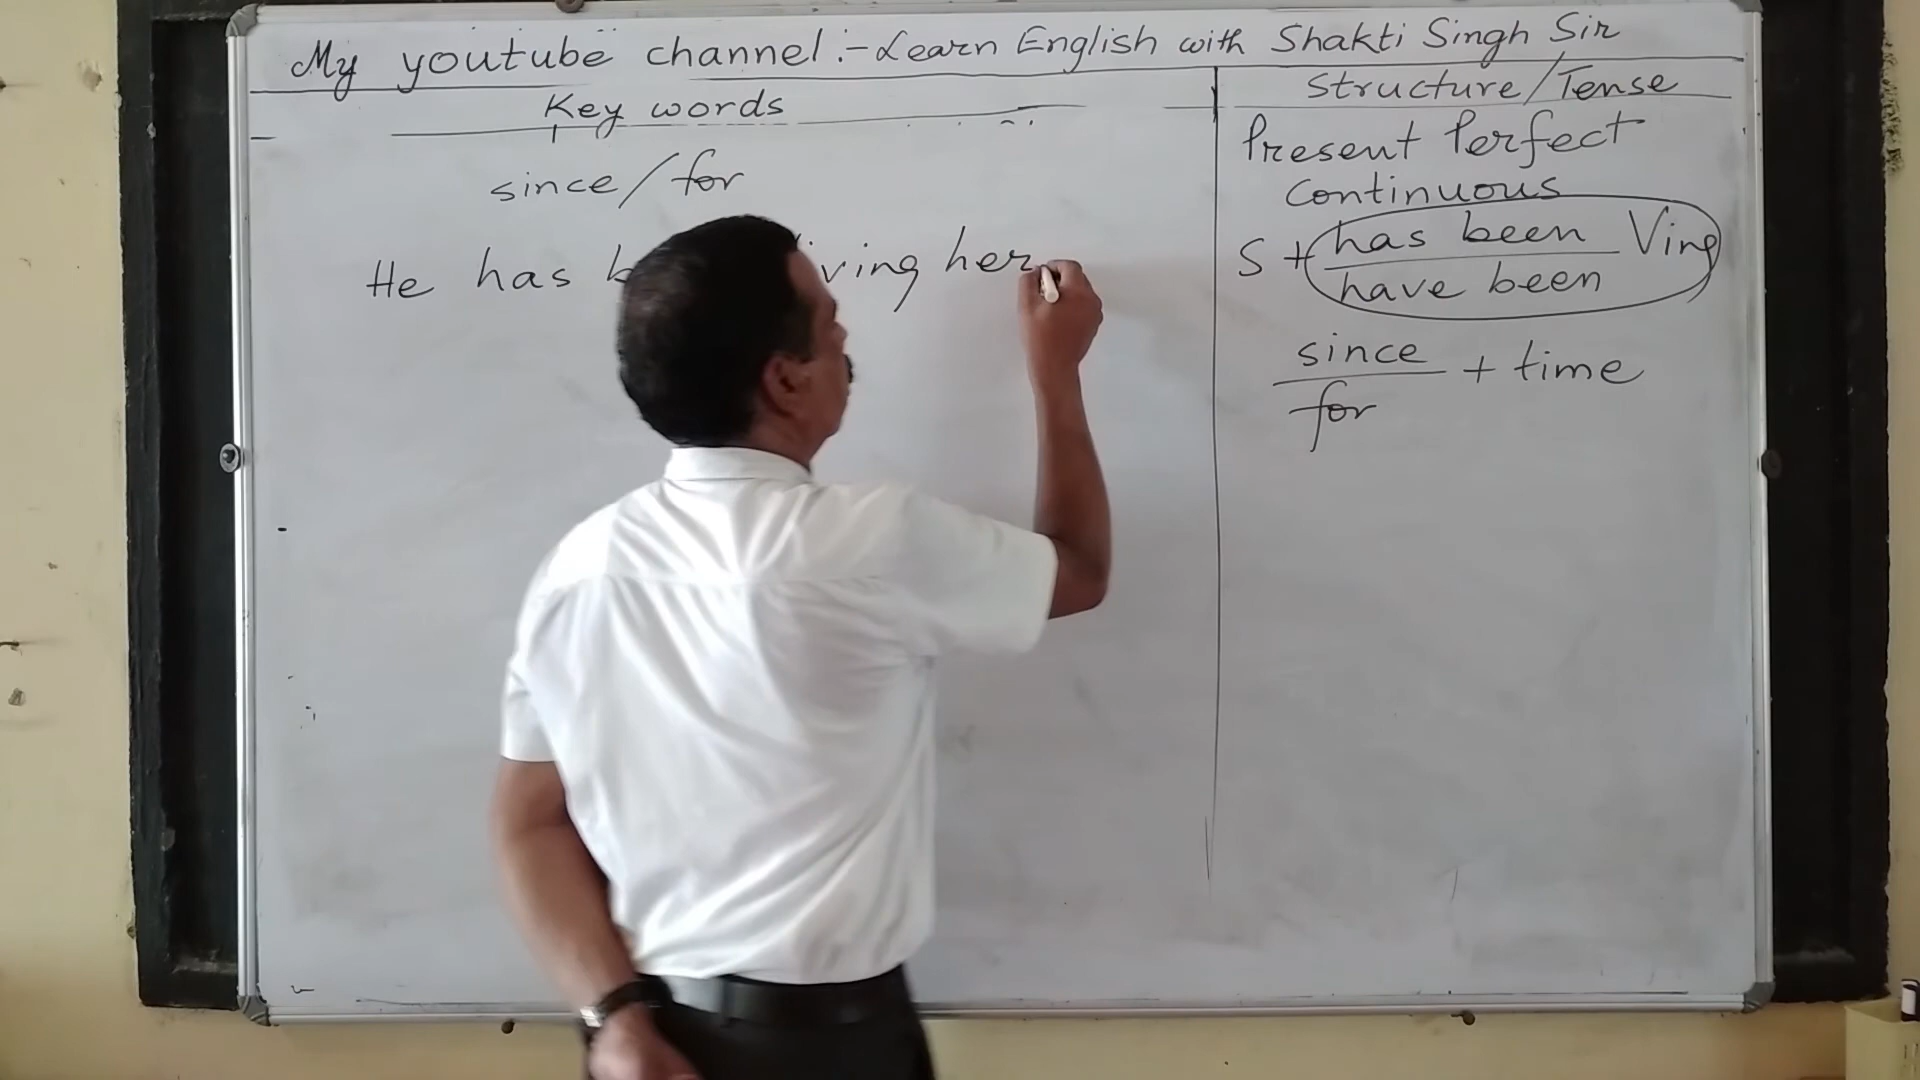 My youtube channel :- Learn English with Shakti Singh Sir
Key words
since/for
He has living her
Structure/Tense
Present Perfect
Continuous
S + has been Ving
have been
since + time
for